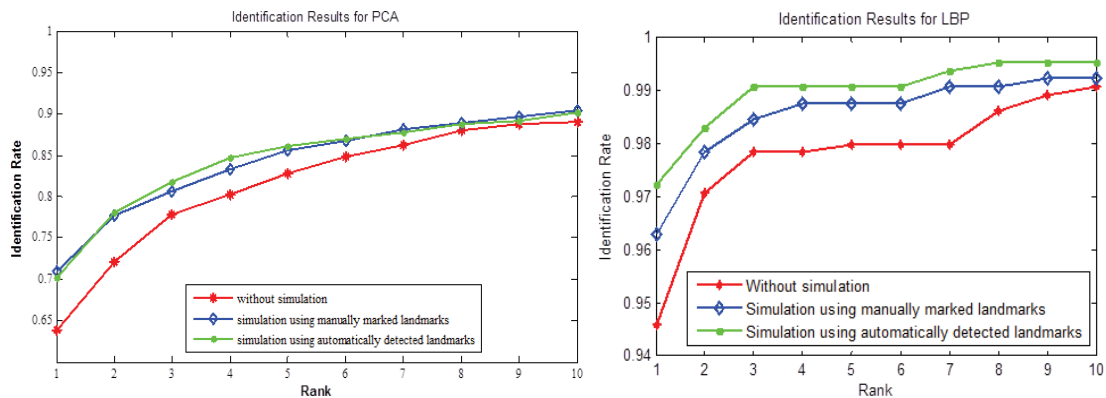 Identification Results for PCA
1
0.95
0.9
0.85
0.8
0.75
0.7
0.65
1 2 3 4 5 6 7 8 9 10
Identification Rate
Rank
without simulation
simulation using manually marked landmarks
simulation using automatically detected landmarks
Identification Results for LBP
1
0.99
0.98
0.97
0.96
0.95
0.94
1 2 3 4 5 6 7 8 9 10
Identification Rate
Rank
Without simulation
Simulation using manually marked landmarks
Simulation using automatically detected landmarks